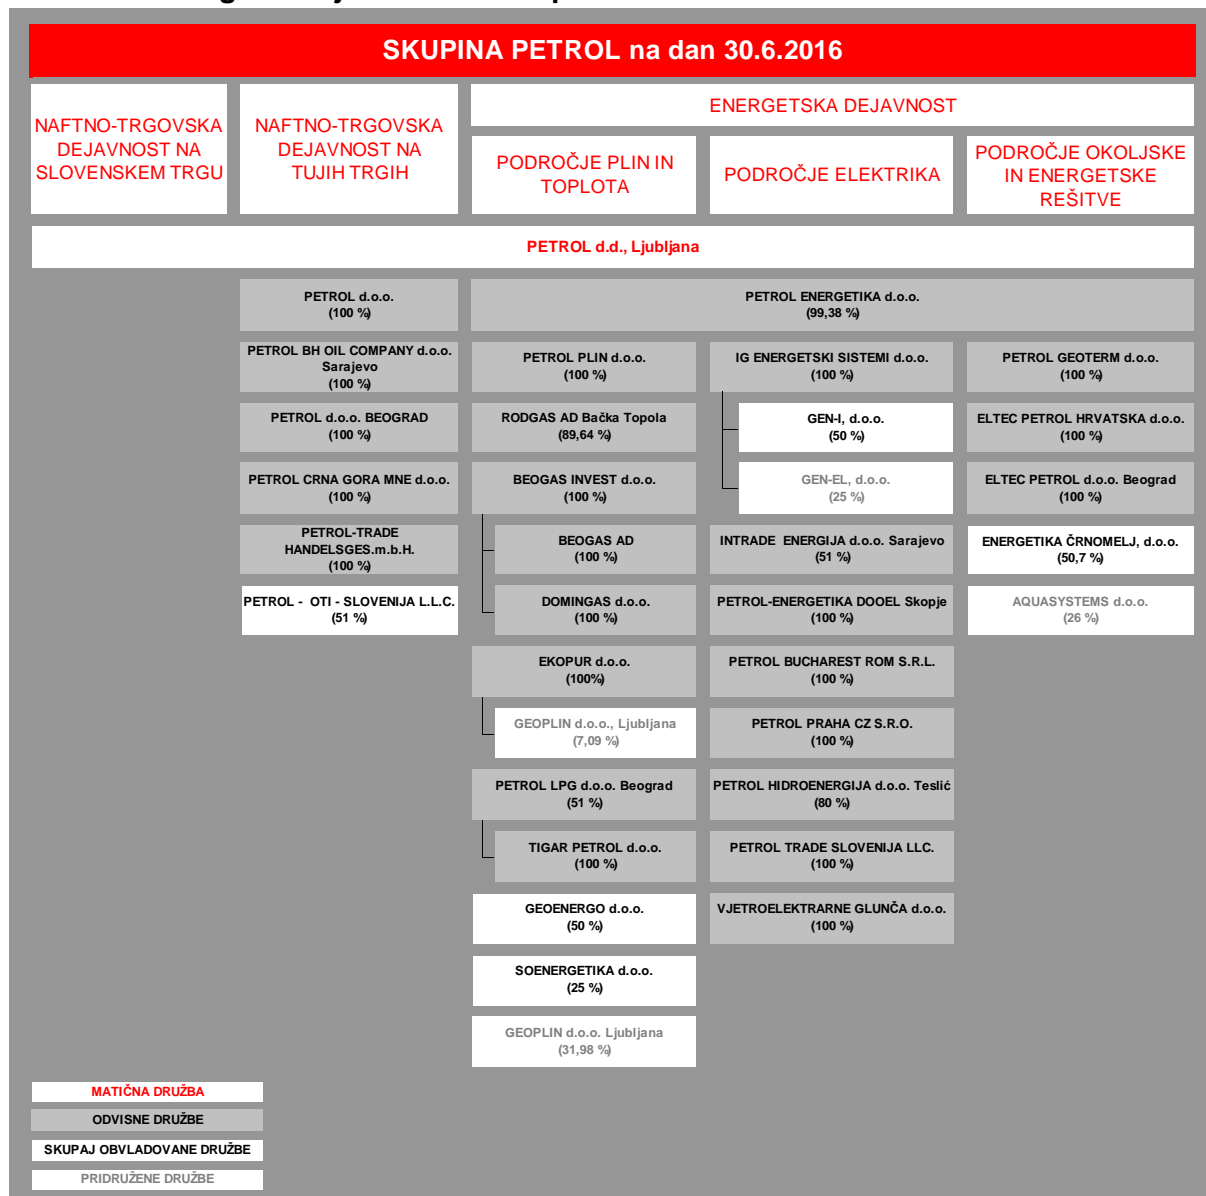 SKUPINA PETROL na dan 30.6.2016
NAFTNO-TRGOVSKA
DEJAVNOST NA
SLOVENSKEM TRGU
NAFTNO-TRGOVSKA
DEJAVNOST NA
TUJIH TRGIH
ENERGETSKA DEJAVNOST
PODROČJE PLIN IN
TOPLOTA
PODROČJE ELEKTRIKA
PODROČJE OKOLJSKE
IN ENERGETSKE
REŠITVE
PETROL d.d., Ljubljana
PETROL d.o.o.
(100 %)
PETROL BH OIL COMPANY d.o.o.
Sarajevo
(100 %)
PETROL d.o.o. BEOGRAD
(100 %)
PETROL CRNA GORA MNE d.o.o.
(100 %)
PETROL-TRADE
HANDELSGES.m.b.H.
(100 %)
PETROL - OTI - SLOVENIJA L.L.C.
(51 %)
PETROL ENERGETIKA d.o.o.
(99,38 %)
PETROL PLIN d.o.o.
(100 %)
RODGAS AD Bačka Topola
(89,64 %)
BEOGAS INVEST d.o.o.
(100 %)
BEOGAS AD
(100 %)
DOMINGAS d.o.o.
(100 %)
EKOPUR d.o.o.
(100%)
GEOPLIN d.o.o., Ljubljana
(7,09 %)
PETROL LPG d.o.o. Beograd
(51 %)
TIGAR PETROL d.o.o.
(100 %)
GEOENERGO d.o.o.
(50 %)
SOENERGETIKA d.o.o.
(25 %)
GEOPLIN d.o.o. Ljubljana
(31,98 %)
IG ENERGETSKI SISTEMI d.o.o.
(100 %)
GEN-I, d.o.o.
(50 %)
GEN-EL, d.o.o.
(25 %)
INTRADE ENERGIJA d.o.o. Sarajevo
(51 %)
PETROL-ENERGETIKA DOOEL Skopje
(100 %)
PETROL BUCHAREST ROM S.R.L.
(100 %)
PETROL PRAHA CZ S.R.O.
(100 %)
PETROL HIDROENERGIJA d.o.o. Teslić
(80 %)
PETROL TRADE SLOVENIJA LLC.
(100 %)
VJETROELEKTRARNE GLUNČA d.o.o.
(100 %)
PETROL GEOTERM d.o.o.
(100 %)
ELTEC PETROL HRVATSKA d.o.o.
(100 %)
ELTEC PETROL d.o.o. Beograd
(100 %)
ENERGETIKA ČRNOMELJ, d.o.o.
(50,7 %)
AQUASYSTEMS d.o.o.
(26 %)
MATIČNA DRUŽBA
ODVISNE DRUŽBE
SKUPAJ OBVLADOVANE DRUŽBE
PRIDRUŽENE DRUŽBE